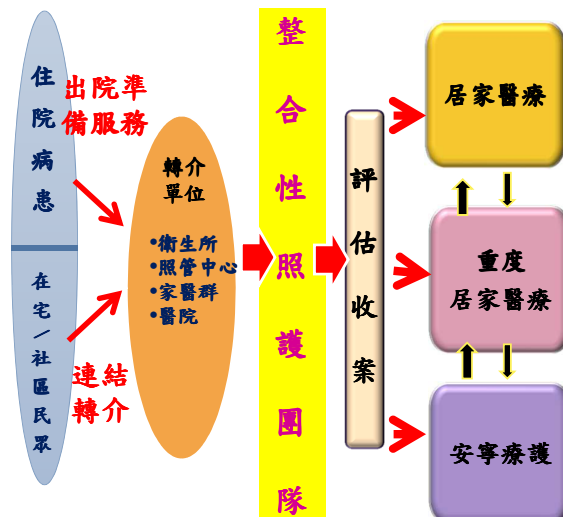 住院病患
在宅/社區民眾
出院準
備服務
連結
轉介
轉介
單位
•衛生所
•照管中心
•家醫群
•醫院
整合性照護團隊
評估收案
居家醫療
重度
居家醫療
安寧療護